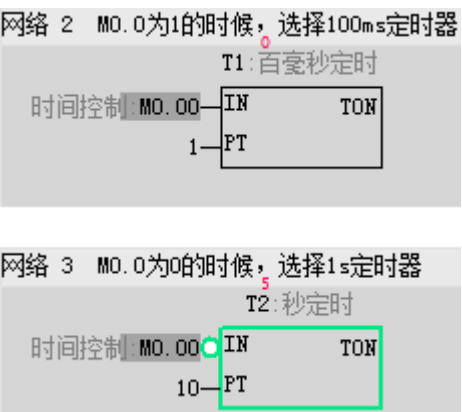 网络 2 M0.0为1的时候，选择100ms定时器
0
T1:百毫秒定时
时间控制:M0.00 IN TON
1 PT
网络 3 M0.0为0的时候，选择1s定时器
5
T2:秒定时
时间控制:M0.00 IN TON
10 PT